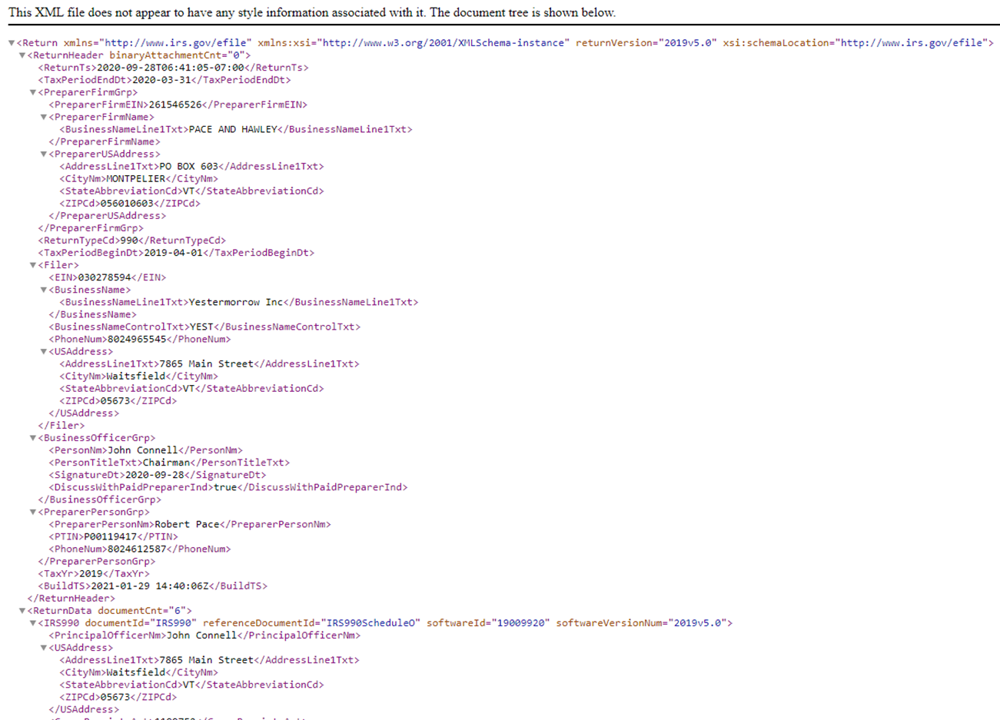 This XML file does not appear to have any style information associated with it. The document tree is shown below.
▼<Return xmlns="http://www.irs.gov/efile" xmlns:xsi="http://www.w3.org/2001/XMLSchema-instance" returnVersion="2019v5.0" xsi:schemaLocation="http://www.irs.gov/efile">
▼<ReturnHeader binaryAttachmentCnt="0">
<ReturnTs>2020-09-28T06:41:05-07:00</ReturnTs>
<TaxPeriodEndDt>2020-03-31</TaxPeriodEndDt>
▼<PreparerFirmGrp>
<PreparerFirmEIN>261546526</PreparerFirmEIN>
▼<PreparerFirmName>
<BusinessNameLine1Txt>PACE AND HAWLEY</BusinessNameLine1Txt>
</PreparerFirmName>
▼<PreparerUSAddress>
<AddressLine1Txt>PO BOX 603</AddressLine1Txt>
<CityNm>MONTPELIER</CityNm>
<StateAbbreviationCd>VT</StateAbbreviationCd>
<ZIPCd>056010603</ZIPCd>
</PreparerUSAddress>
</PreparerFirmGrp>
<ReturnTypeCd>990</ReturnTypeCd>
<TaxPeriodBeginDt>2019-04-01</TaxPeriodBeginDt>
▼<Filer>
<EIN>030278594</EIN>
▼<BusinessName>
<BusinessNameLine1Txt>Yestermorrow Inc</BusinessNameLine1Txt>
</BusinessName>
<BusinessNameControlTxt>YEST</BusinessNameControlTxt>
<PhoneNum>8024965545</PhoneNum>
▼<USAddress>
<AddressLine1Txt>7865 Main Street</AddressLine1Txt>
<CityNm>Waitsfield</CityNm>
<StateAbbreviationCd>VT</StateAbbreviationCd>
<ZIPCd>05673</ZIPCd>
</USAddress>
</Filer>
▼<BusinessOfficerGrp>
<PersonNm>John Connell</PersonNm>
<PersonTitleTxt>Chairman</PersonTitleTxt>
<SignatureDt>2020-09-28</SignatureDt>
<DiscussWithPaidPreparerInd>true</DiscussWithPaidPreparerInd>
</BusinessOfficerGrp>
▼<PreparerPersonGrp>
<PreparerPersonNm>Robert Pace</PreparerPersonNm>
<PTIN>P00119417</PTIN>
<PhoneNum>8024612587</PhoneNum>
</PreparerPersonGrp>
<TaxYr>2019</TaxYr>
<BuildTS>2021-01-29 14:40:06Z</BuildTS>
</ReturnHeader>
▼<ReturnData documentCnt="6">
▼<IRS990 documentId="IRS990" referenceDocumentId="IRS990ScheduleO" softwareId="19009920" softwareVersionNum="2019v5.0">
<PrincipalOfficerNm>John Connell</PrincipalOfficerNm>
▼<USAddress>
<AddressLine1Txt>7865 Main Street</AddressLine1Txt>
<CityNm>Waitsfield</CityNm>
<StateAbbreviationCd>VT</StateAbbreviationCd>
<ZIPCd>05673</ZIPCd>
</USAddress>